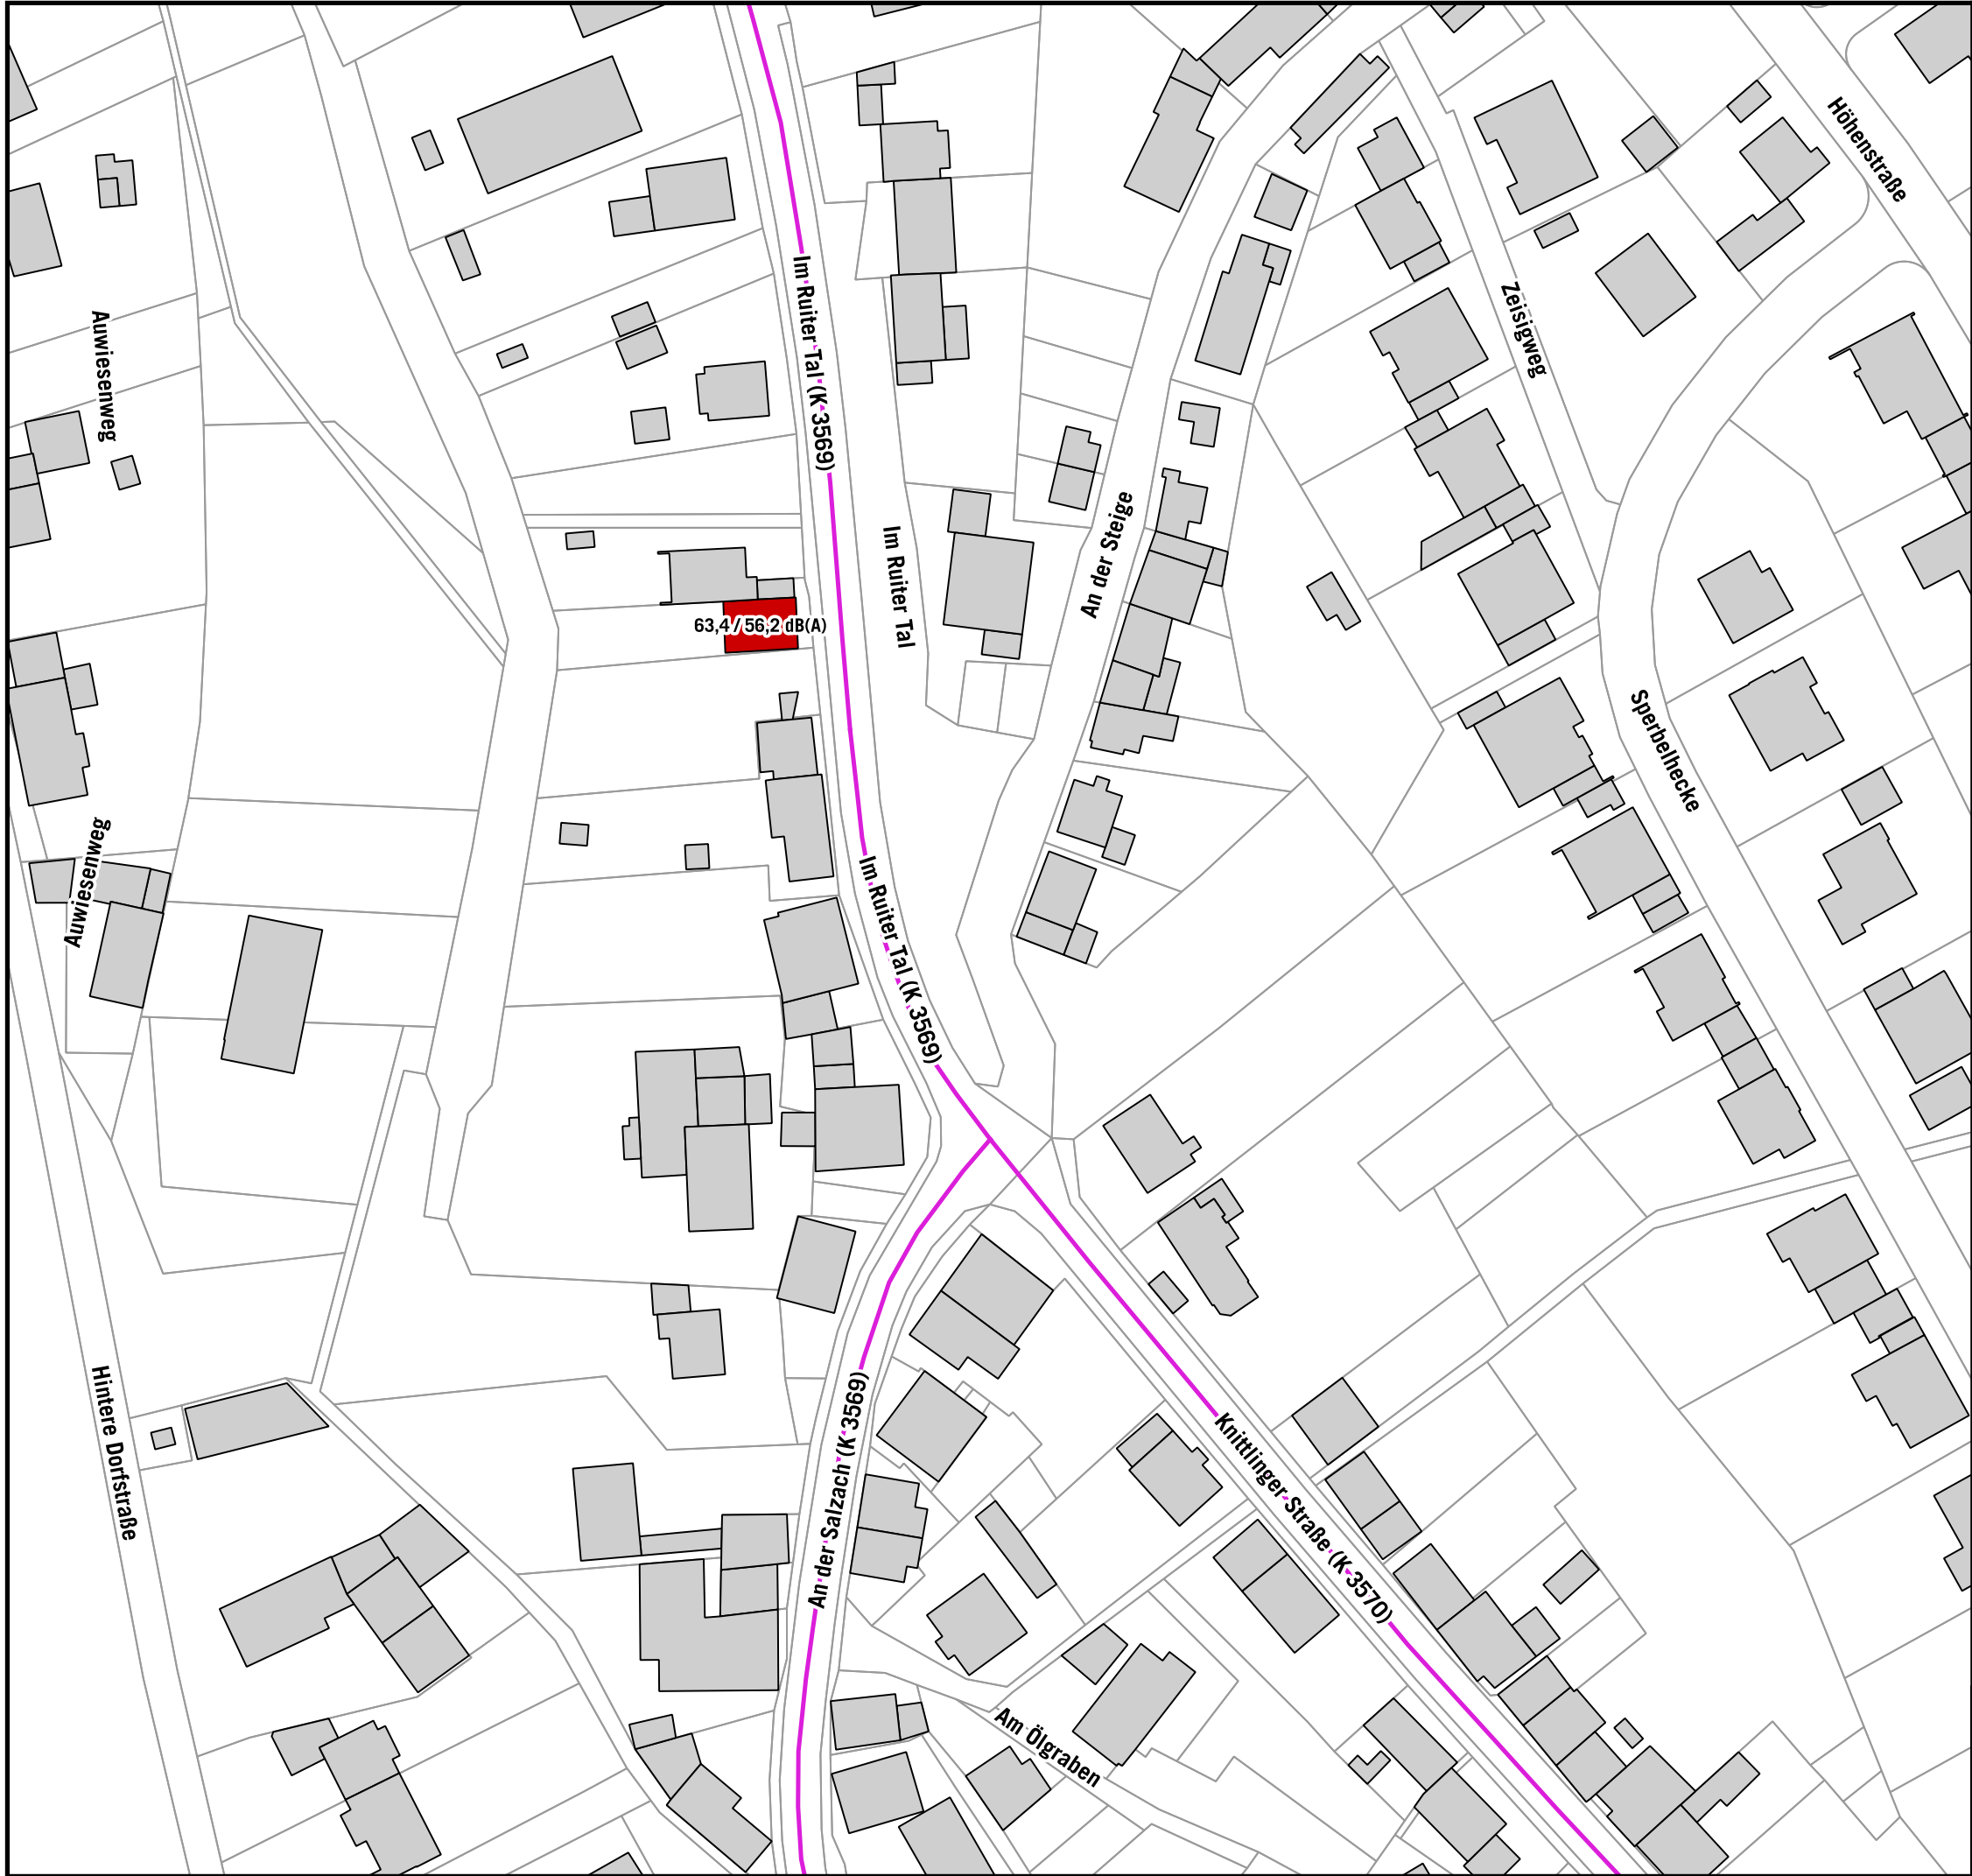 Höhenstraße
Auwiesenweg
Im Ruiter Tal (K 3569)
Zeisigweg
Im Ruiter Tal
An der Steige
63,4 / 56,2 dB(A)
Sperbelhecke
Auwiesenweg
Im Ruiter Tal (K 3569)
Hintere Dorfstraße
An der Salzach (K 3569)
Knittlinger Straße (K 3570)
Am Ölgraben